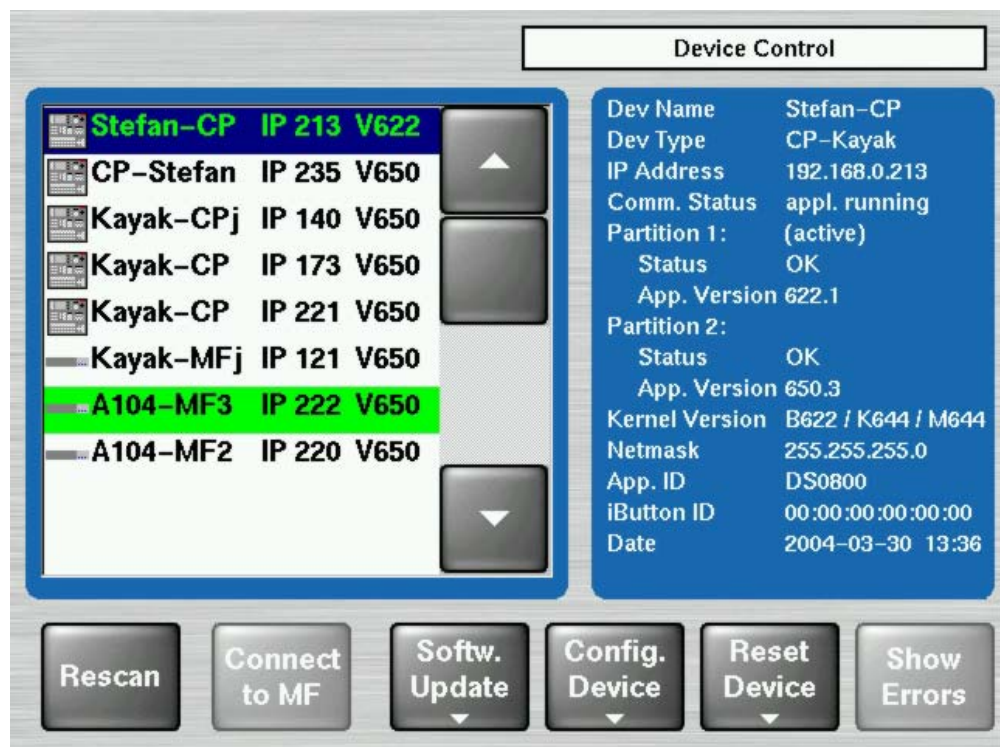 Device Control
Stefan-CP IP 213 V622
CP-Stefan IP 235 V650
Kayak-CPj IP 140 V650
Kayak-CP IP 173 V650
Kayak-CP IP 221 V650
Kayak-MFj IP 121 V650
A104-MF3 IP 222 V650
A104-MF2 IP 220 V650
Dev Name Stefan-CP
Dev Type CP-Kayak
IP Address 192.168.0.213
Comm. Status appl. running
Partition 1: (active)
Status OK
App. Version 622.1
Partition 2:
Status OK
App. Version 650.3
Kernel Version B622 / K644 / M644
Netmask 255.255.255.0
App. ID DS0800
iButton ID 00:00:00:00:00:00
Date 2004-03-30 13:36
Rescan
Connect
to MF
Softw.
Update
Config.
Device
Reset
Device
Show
Errors